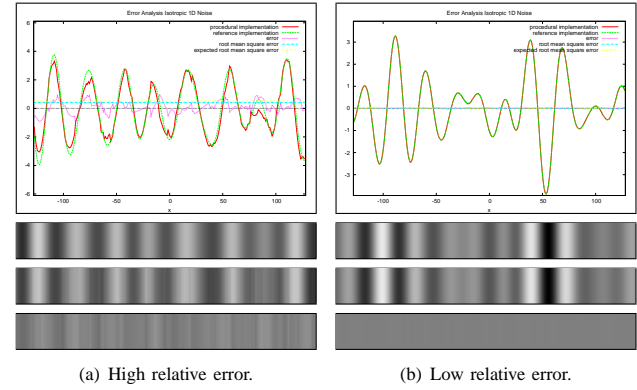 Error Analysis Isotropic 1D Noise
procedural implementation
reference implementation
error
root mean square error
expected root mean square error
6
4
2
0
-2
-4
-6
-100
-50
0
50
100
x
Error Analysis Isotropic 1D Noise
procedural implementation
reference implementation
error
root mean square error
expected root mean square error
3
2
1
0
-1
-2
-3
-100
-50
0
50
100
x
(a) High relative error.
(b) Low relative error.